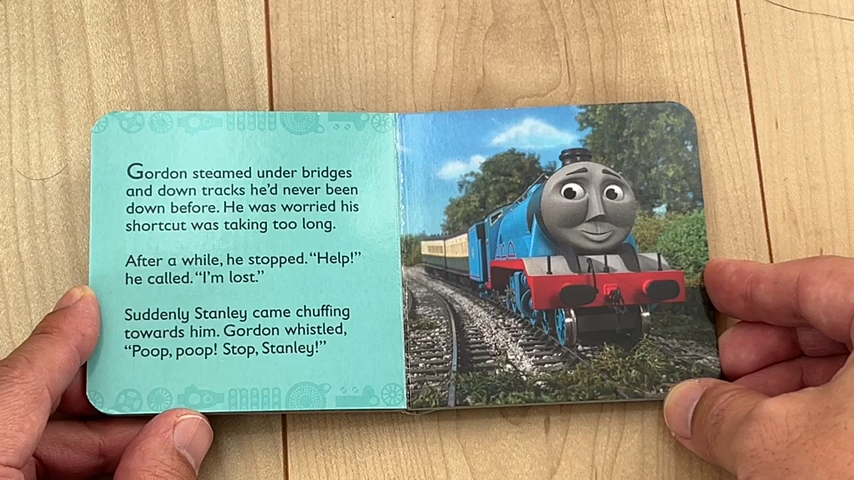 Gordon steamed under bridges
and down tracks he'd never been
down before. He was worried his
shortcut was taking too long.
After a while, he stopped. “Help!”
he called. “I'm lost.”
Suddenly Stanley came chuffing
towards him. Gordon whistled,
“Poop, poop! Stop, Stanley!”